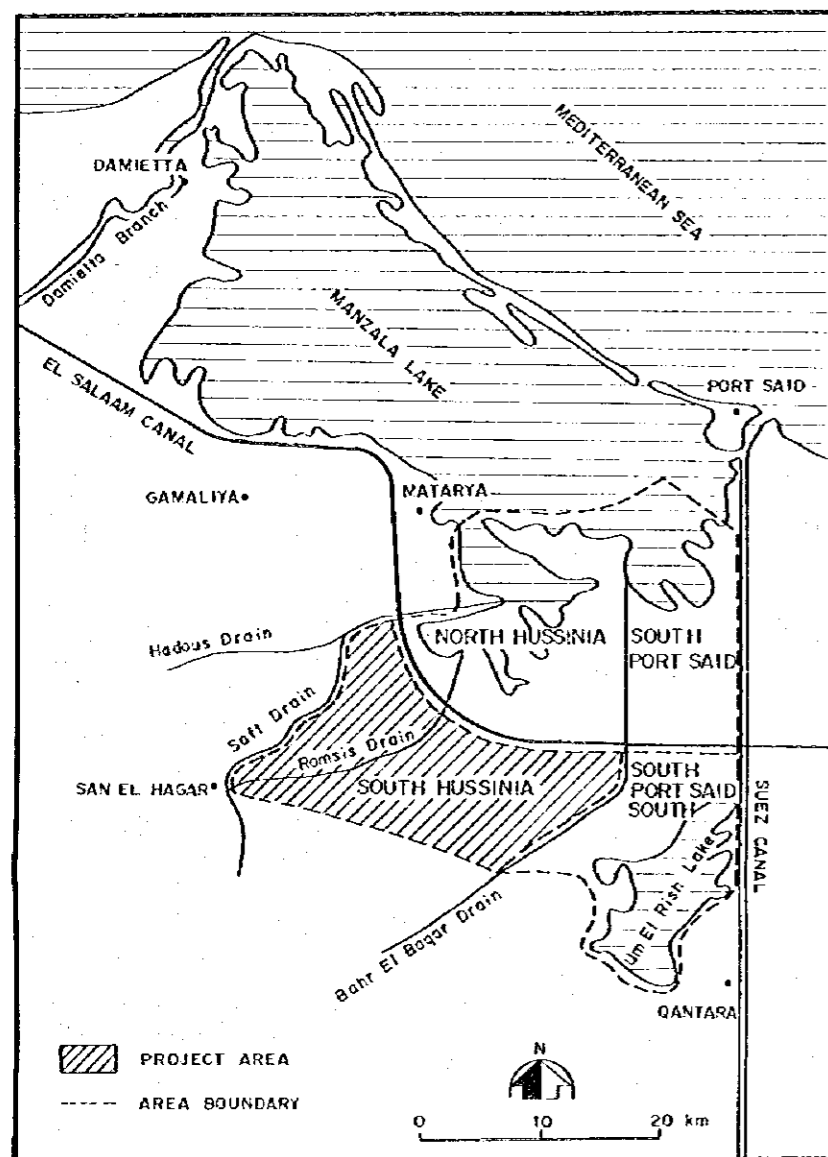 MEDITERRANEAN SEA
DAMIETTA
Damietta Branch
MANZALA LAKE
EL SALAAM CANAL
PORT SAID
GAMALIYA
MATARYA
Hadous Drain
NORTH HUSSINIA
SOUTH
PORT SAID
Saft Drain
Ramsis Drain
SAN EL HAGAR
SOUTH HUSSINIA
SOUTH
PORT SAID
SOUTH
SUEZ CANAL
Um El Rish Lake
Bahr El Baqar Drain
QANTARA
PROJECT AREA
AREA BOUNDARY
N
0 10 20 km